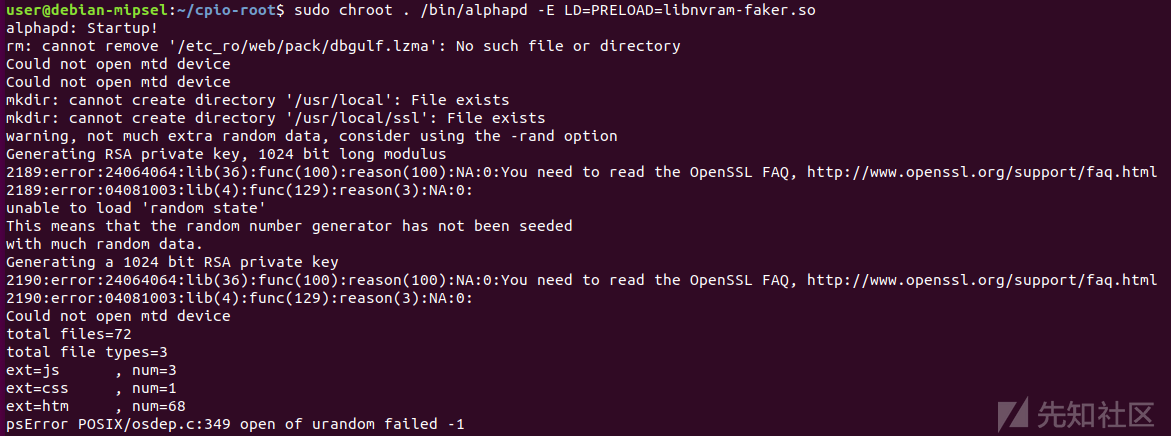 user@debian-mipsel:~/cpio-root$ sudo chroot . /bin/alphapd -E LD=PRELOAD=libnvram-faker.so
alphapd: Startup!
rm: cannot remove '/etc_ro/web/pack/dbgulf.lzma': No such file or directory
Could not open mtd device
Could not open mtd device
mkdir: cannot create directory '/usr/local': File exists
mkdir: cannot create directory '/usr/local/ssl': File exists
warning, not much extra random data, consider using the -rand option
Generating RSA private key, 1024 bit long modulus
2189:error:24064064:lib(36):func(100):reason(100):NA:0:You need to read the OpenSSL FAQ, http://www.openssl.org/support/faq.html
2189:error:04081003:lib(4):func(129):reason(3):NA:0:
unable to load 'random state'
This means that the random number generator has not been seeded
with much random data.
Generating a 1024 bit RSA private key
2190:error:24064064:lib(36):func(100):reason(100):NA:0:You need to read the OpenSSL FAQ, http://www.openssl.org/support/faq.html
2190:error:04081003:lib(4):func(129):reason(3):NA:0:
Could not open mtd device
total files=72
total file types=3
ext=js      , num=3
ext=css     , num=1
ext=htm     , num=68
psError POSIX/osdep.c:349 open of urandom failed -1
先知社区